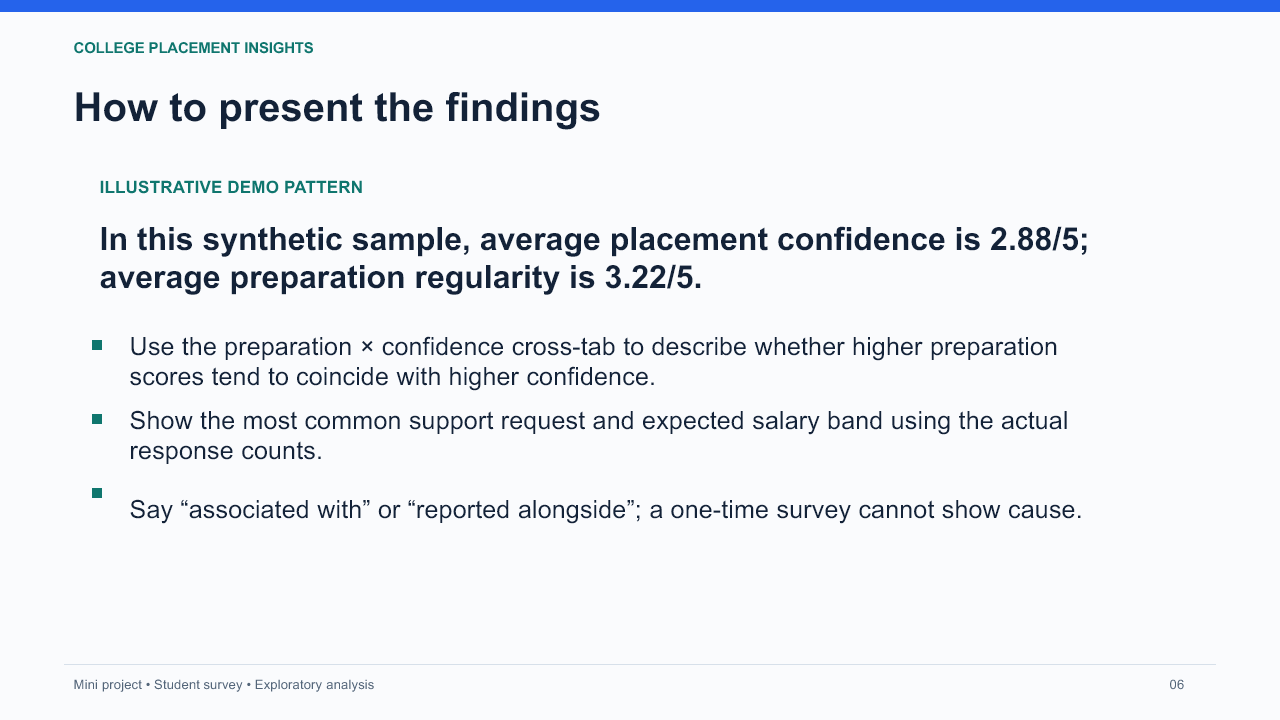 COLLEGE PLACEMENT INSIGHTS
How to present the findings
ILLUSTRATIVE DEMO PATTERN
In this synthetic sample, average placement confidence is 2.88/5;
average preparation regularity is 3.22/5.
Use the preparation × confidence cross-tab to describe whether higher preparation
scores tend to coincide with higher confidence.
Show the most common support request and expected salary band using the actual
response counts.
Say “associated with” or “reported alongside”; a one-time survey cannot show cause.
Mini project • Student survey • Exploratory analysis
06